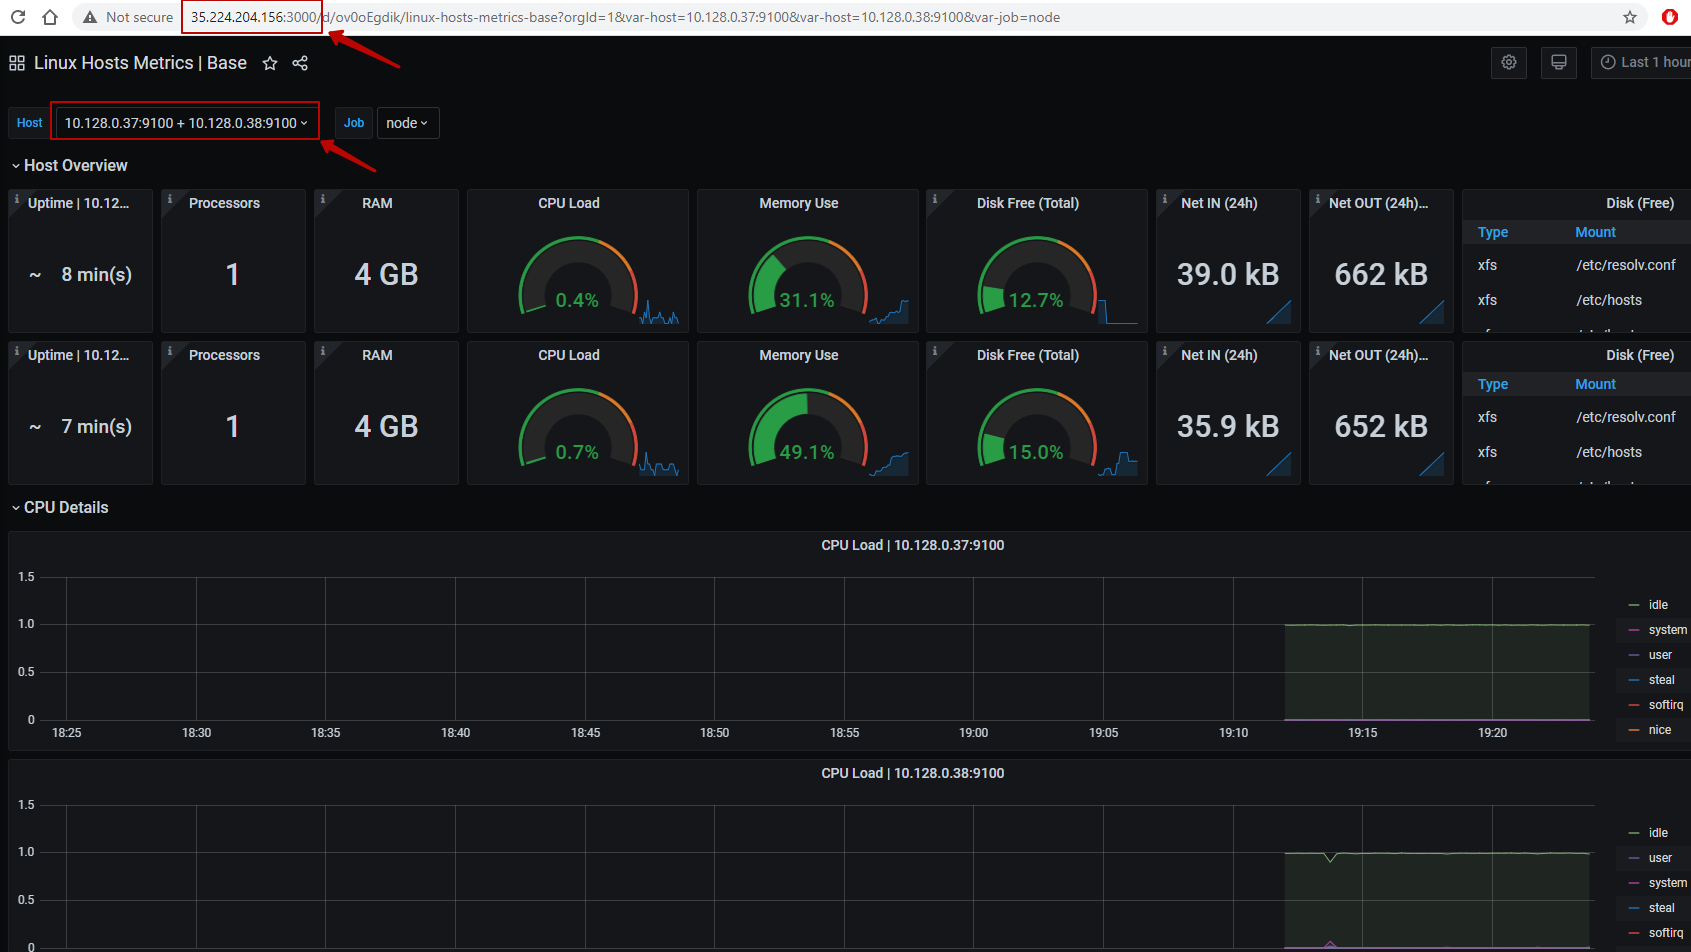 Not secure 35.224.204.156:3000/d/ov0oEgdik/linux-hosts-metrics-base?orgId=1&var-host=10.128.0.37:9100&var-host=10.128.0.38:9100&var-job=node
Linux Hosts Metrics | Base
Last 1 hour
Host 10.128.0.37:9100 + 10.128.0.38:9100 Job node
Host Overview
Uptime | 10.12... Processors RAM CPU Load Memory Use Disk Free (Total) Net IN (24h) Net OUT (24h)... Disk (Free)
Type Mount
xfs /etc/resolv.conf
~ 8 min(s) 1 4 GB 0.4% 31.1% 12.7% 39.0 kB 662 kB
xfs /etc/hosts
Uptime | 10.12... Processors RAM CPU Load Memory Use Disk Free (Total) Net IN (24h) Net OUT (24h)... Disk (Free)
Type Mount
xfs /etc/resolv.conf
~ 7 min(s) 1 4 GB 0.7% 49.1% 15.0% 35.9 kB 652 kB
xfs /etc/hosts
CPU Details
CPU Load | 10.128.0.37:9100
1.5
1.0
0.5
0
18:25 18:30 18:35 18:40 18:45 18:50 18:55 19:00 19:05 19:10 19:15 19:20
idle
system
user
steal
softirq
nice
CPU Load | 10.128.0.38:9100
1.5
1.0
0.5
0
idle
user
system
steal
softirq